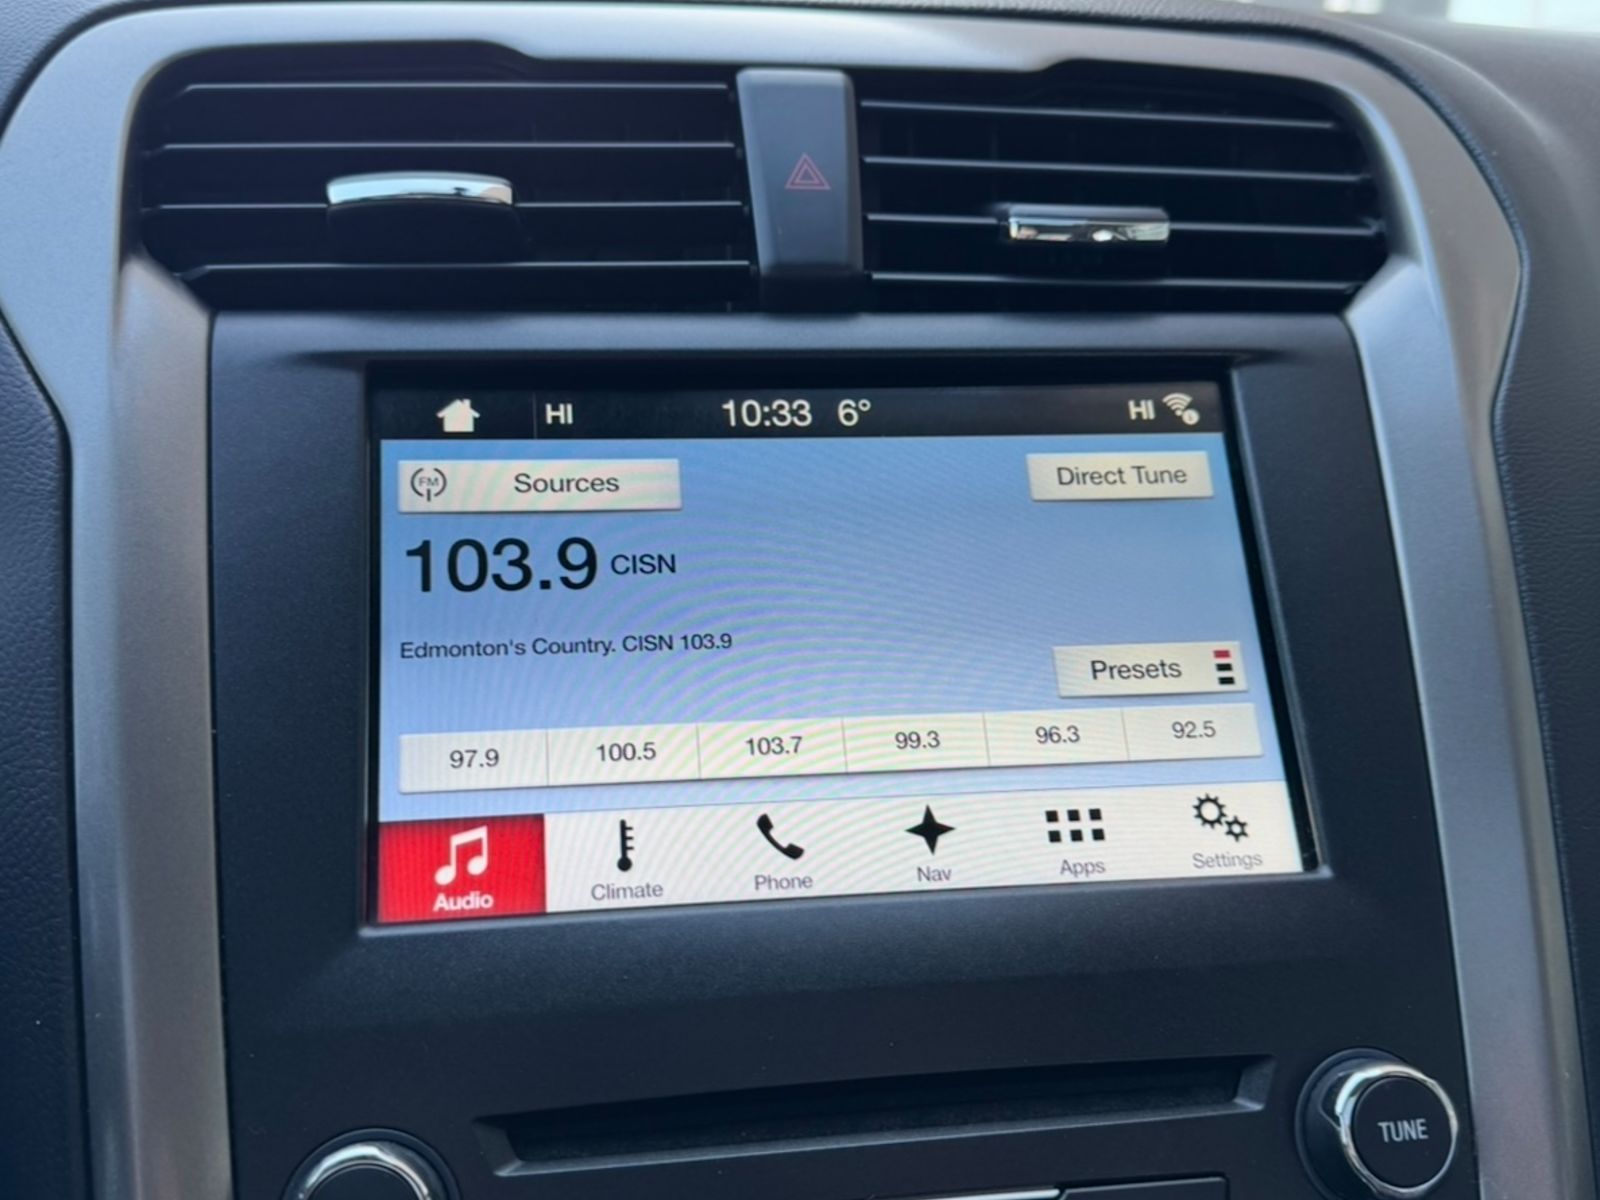 HI 10:33 6° HI
FM Sources Direct Tune
103.9 CISN
Edmonton's Country. CISN 103.9
Presets
97.9 100.5 103.7 99.3 96.3 92.5
Audio Climate Phone Nav Apps Settings
TUNE